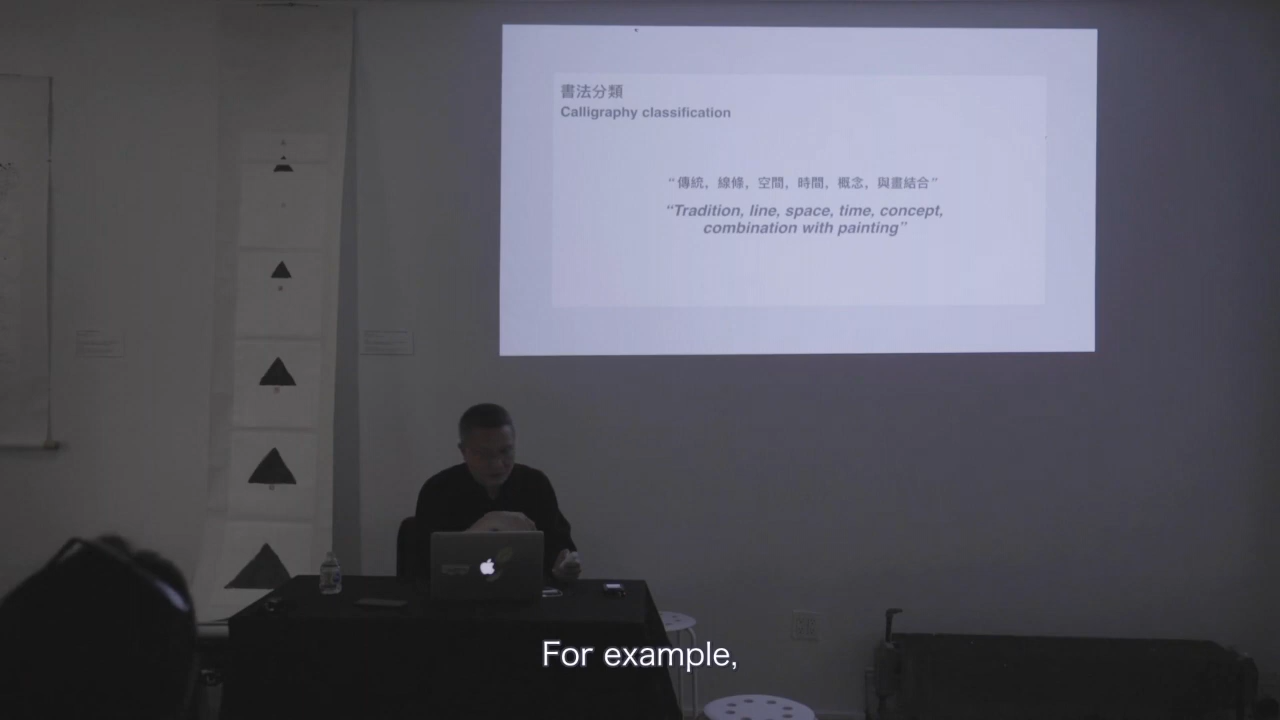 書法分類
Calligraphy classification
“傳統，線條，空間，時間，概念，與畫結合”
“Tradition, line, space, time, concept,
combination with painting”
For example,